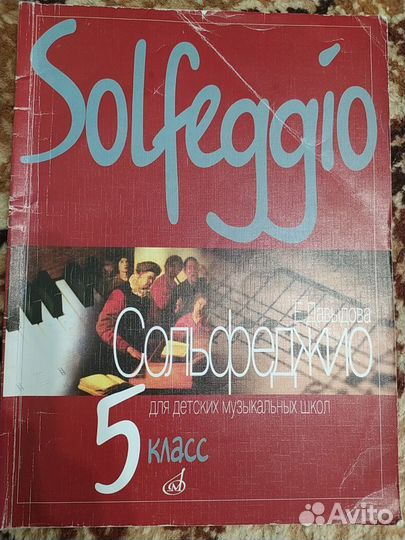 Solfeggio
Е. Давыдова
Сольфеджио
для детских музыкальных школ
5 класс
М
Avito